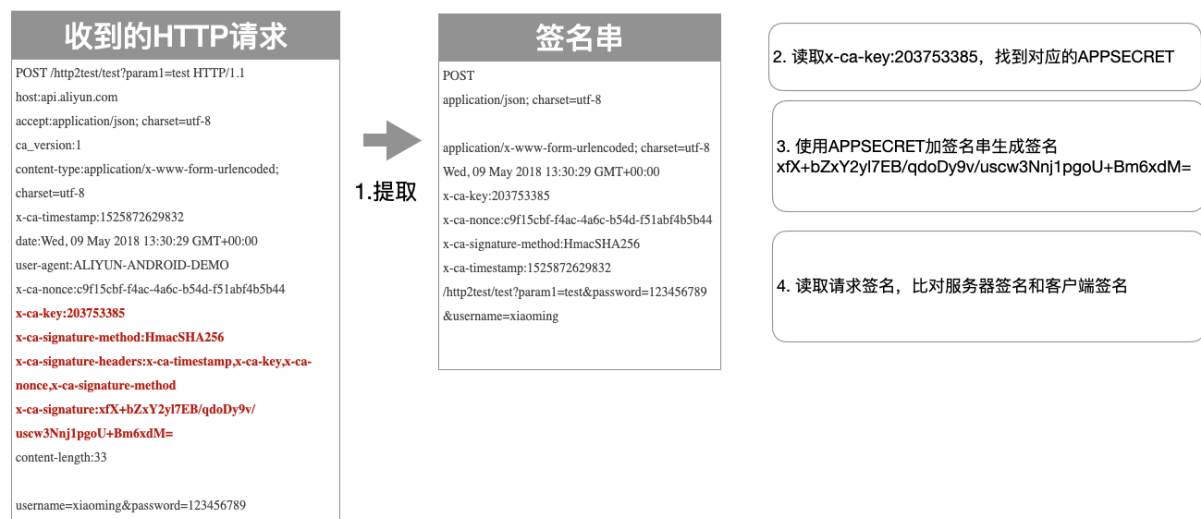 收到的HTTP请求
POST /http2test/test?param1=test HTTP/1.1
host:api.aliyun.com
accept:application/json; charset=utf-8
ca_version:1
content-type:application/x-www-form-urlencoded;
charset=utf-8
x-ca-timestamp:1525872629832
date:Wed, 09 May 2018 13:30:29 GMT+00:00
user-agent:ALIYUN-ANDROID-DEMO
x-ca-nonce:c9f15cbf-f4ac-4a6c-b54d-f51abf4b5b44
x-ca-key:203753385
x-ca-signature-method:HmacSHA256
x-ca-signature-headers:x-ca-timestamp,x-ca-key,x-ca-
nonce,x-ca-signature-method
x-ca-signature:xfX+bZxY2yl7EB/qdoDy9v/
uscw3Nnj1pgoU+Bm6xdM=
content-length:33
username=xiaoming&password=123456789
1.提取
签名串
POST
application/json; charset=utf-8
application/x-www-form-urlencoded; charset=utf-8
Wed, 09 May 2018 13:30:29 GMT+00:00
x-ca-key:203753385
x-ca-nonce:c9f15cbf-f4ac-4a6c-b54d-f51abf4b5b44
x-ca-signature-method:HmacSHA256
x-ca-timestamp:1525872629832
/http2test/test?param1=test&password=123456789
&username=xiaoming
2. 读取x-ca-key:203753385，找到对应的APPSECRET
3. 使用APPSECRET加签名串生成签名
xfX+bZxY2yl7EB/qdoDy9v/uscw3Nnj1pgoU+Bm6xdM=
4. 读取请求签名，比对服务器签名和客户端签名